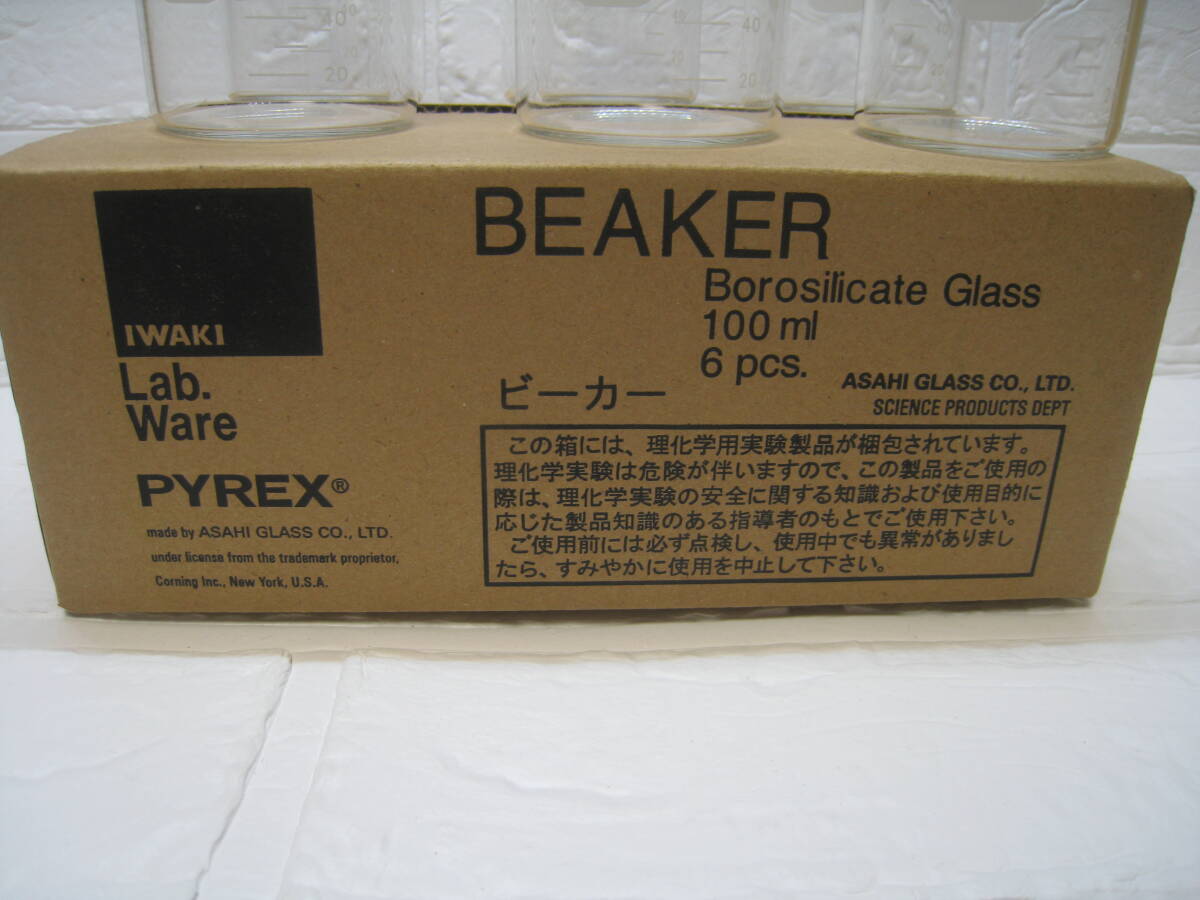 40
20
40
40
20
40
20
IWAKI
Lab.
Ware
PYREX®
made by ASAHI GLASS CO., LTD.
under license from the trademark proprietor,
Corning Inc., New York, U.S.A.
BEAKER
Borosilicate Glass
100 ml
6 pcs.
ビーカー
ASAHI GLASS CO., LTD.
SCIENCE PRODUCTS DEPT
この箱には、理化学用実験製品が梱包されています。
理化学実験は危険が伴いますので、この製品をご使用の
際は、理化学実験の安全に関する知識および使用目的に
応じた製品知識のある指導者のもとでご使用下さい。
ご使用前には必ず点検し、使用中でも異常がありまし
たら、すみやかに使用を中止して下さい。